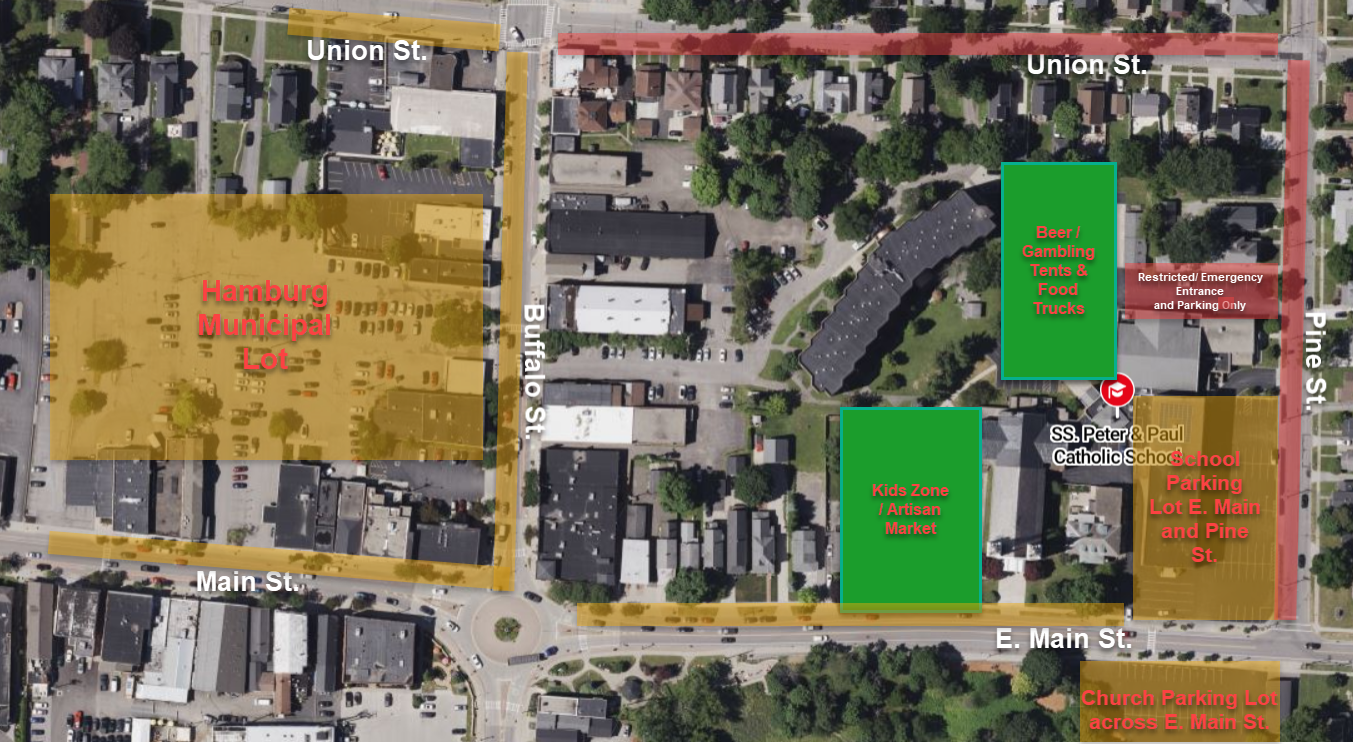 Union St.
Union St.
Beer /
Gambling
Tents &
Food
Trucks
Restricted/ Emergency
Entrance
and Parking Only
Hamburg
Municipal
Lot
Buffalo St.
Pine St.
SS. Peter & Paul
Catholic School
School
Parking
Lot E. Main
and Pine
St.
Kids Zone
/ Artisan
Market
Main St.
E. Main St.
Church Parking Lot
across E. Main St.